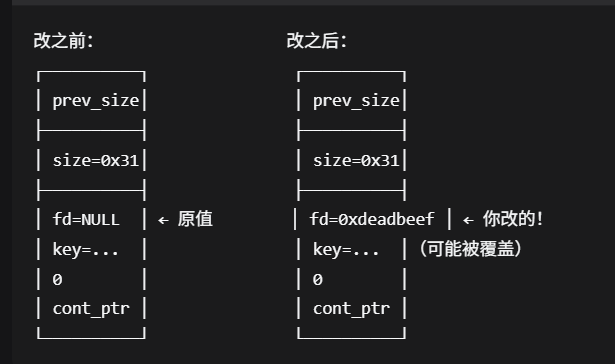 改之前： 改之后：
prev_size prev_size
size=0x31 size=0x31
fd=NULL ← 原值 fd=0xdeadbeef ← 你改的！
key=... key=... （可能被覆盖）
0 0
cont_ptr cont_ptr